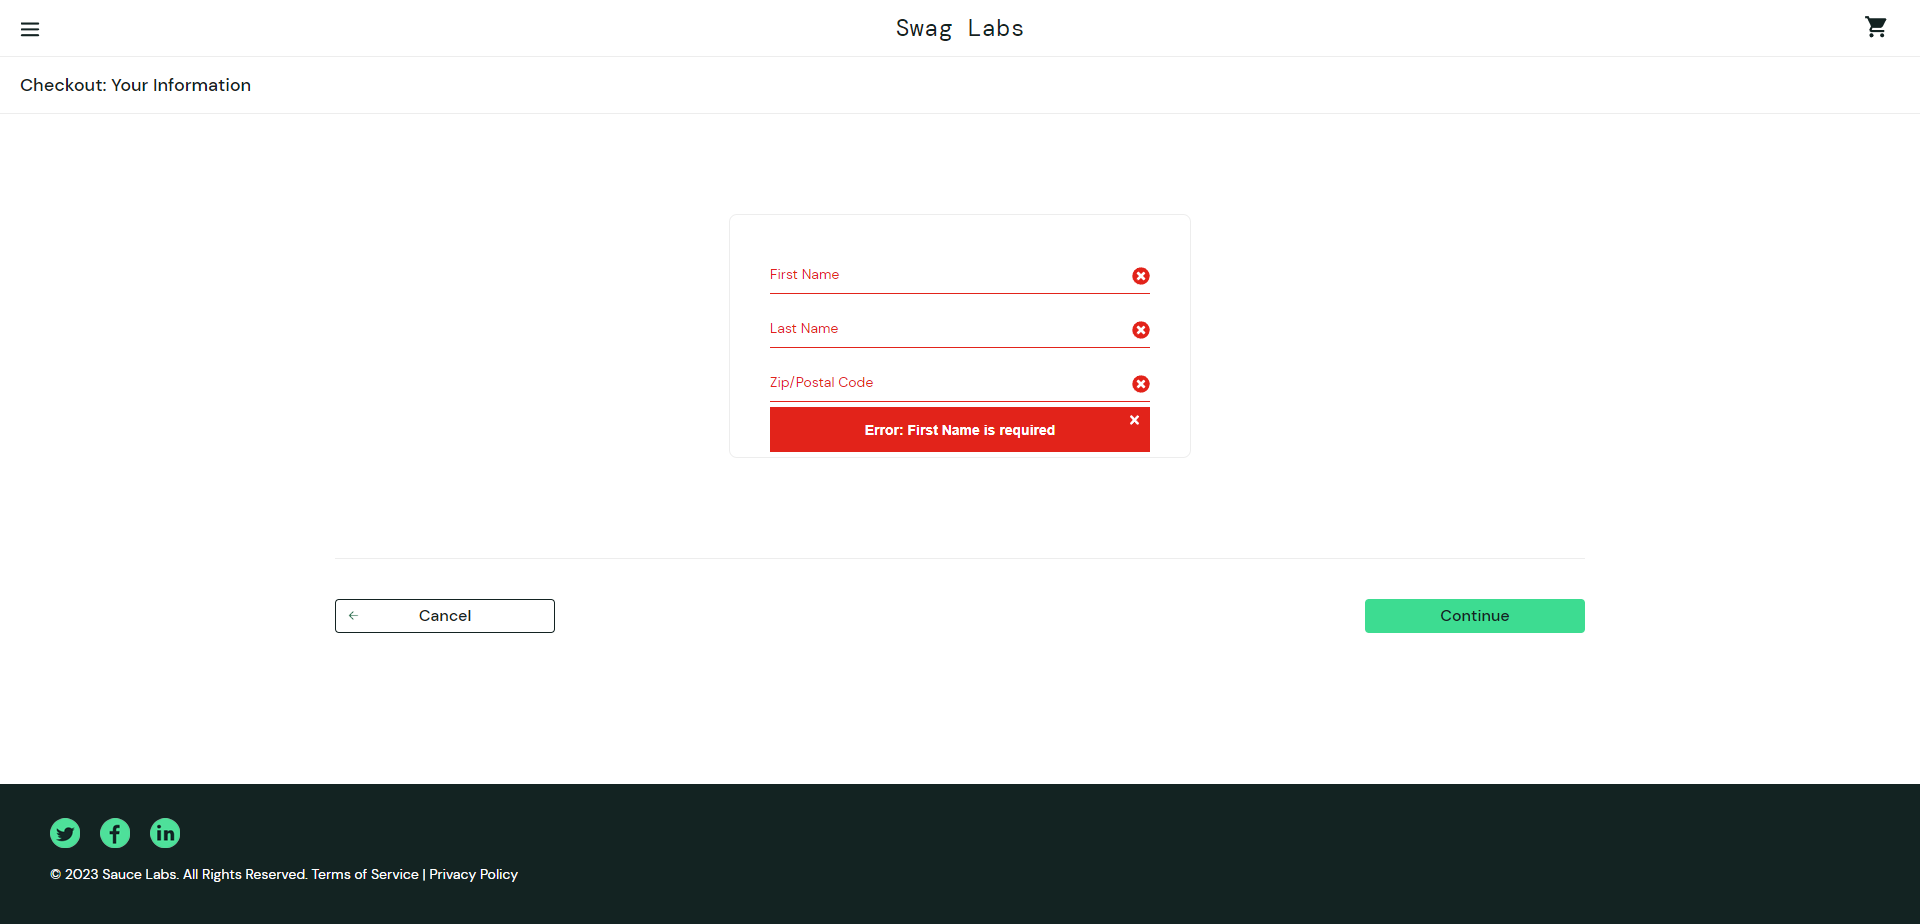 Swag Labs
Checkout: Your Information
First Name
Last Name
Zip/Postal Code
Error: First Name is required
Cancel
Continue
© 2023 Sauce Labs. All Rights Reserved. Terms of Service | Privacy Policy